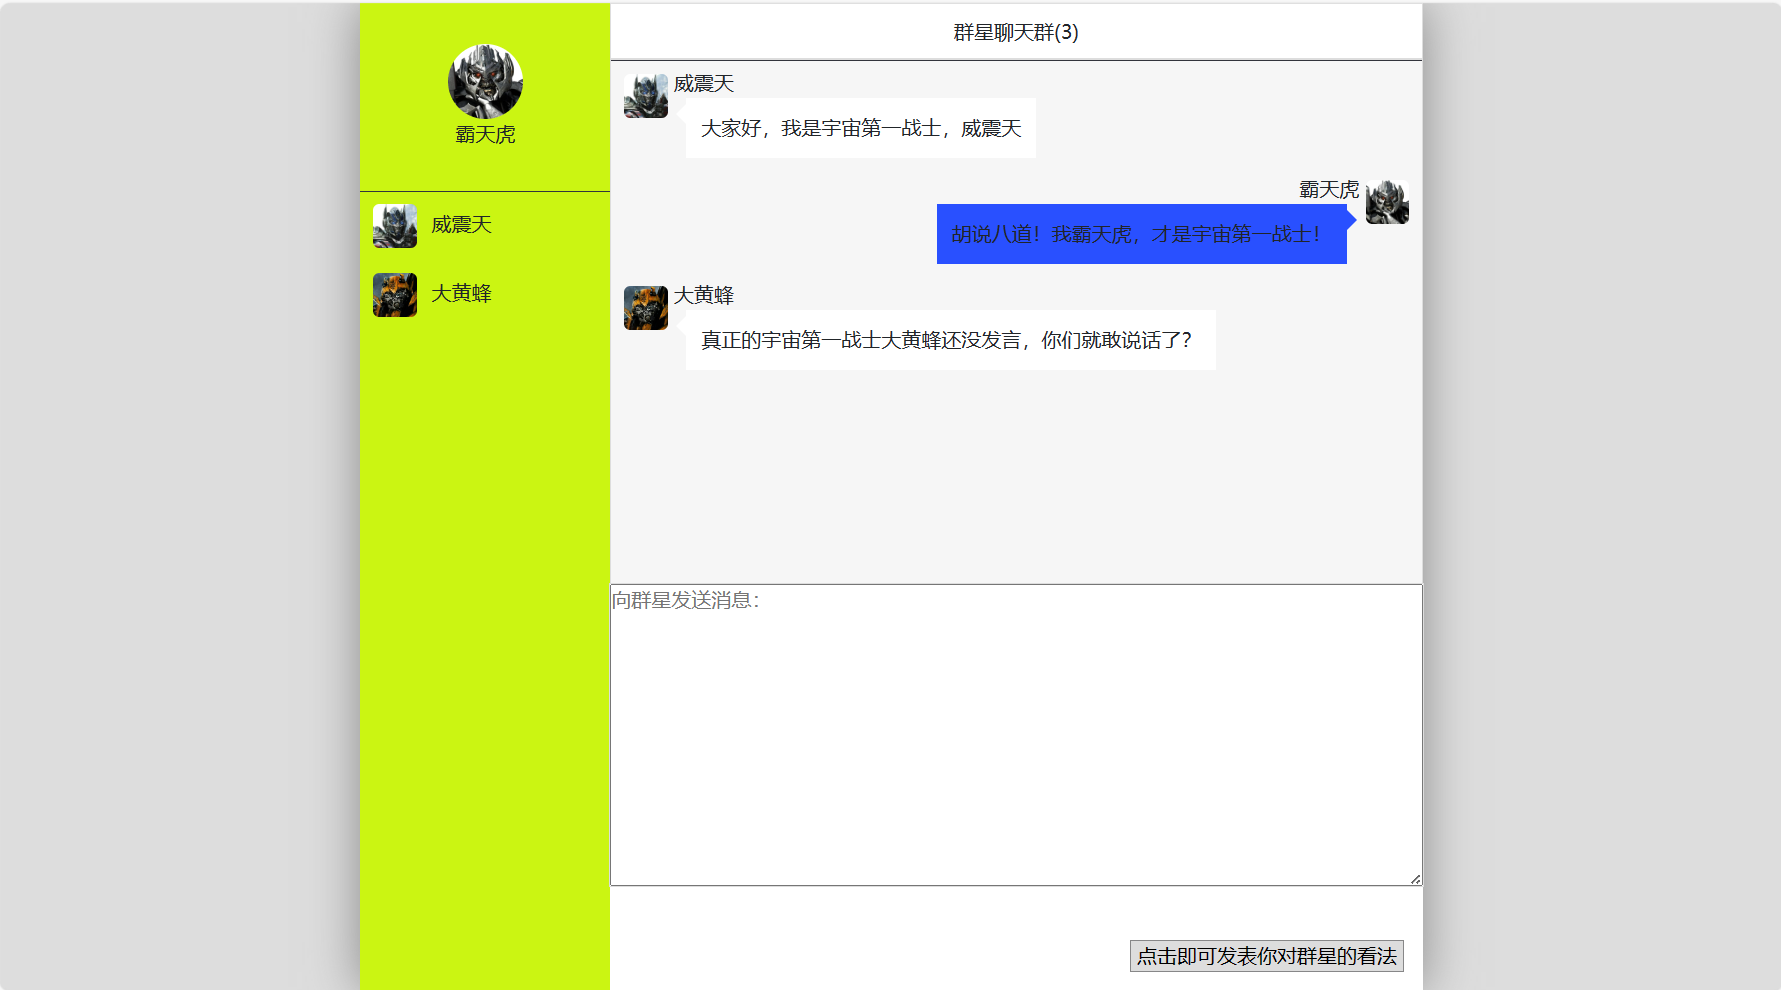 霸天虎
威震天
大黄蜂
群星聊天群(3)
威震天
大家好，我是宇宙第一战士，威震天
霸天虎
胡说八道！我霸天虎，才是宇宙第一战士！
大黄蜂
真正的宇宙第一战士大黄蜂还没发言，你们就敢说话了？
向群星发送消息：
点击即可发表你对群星的看法